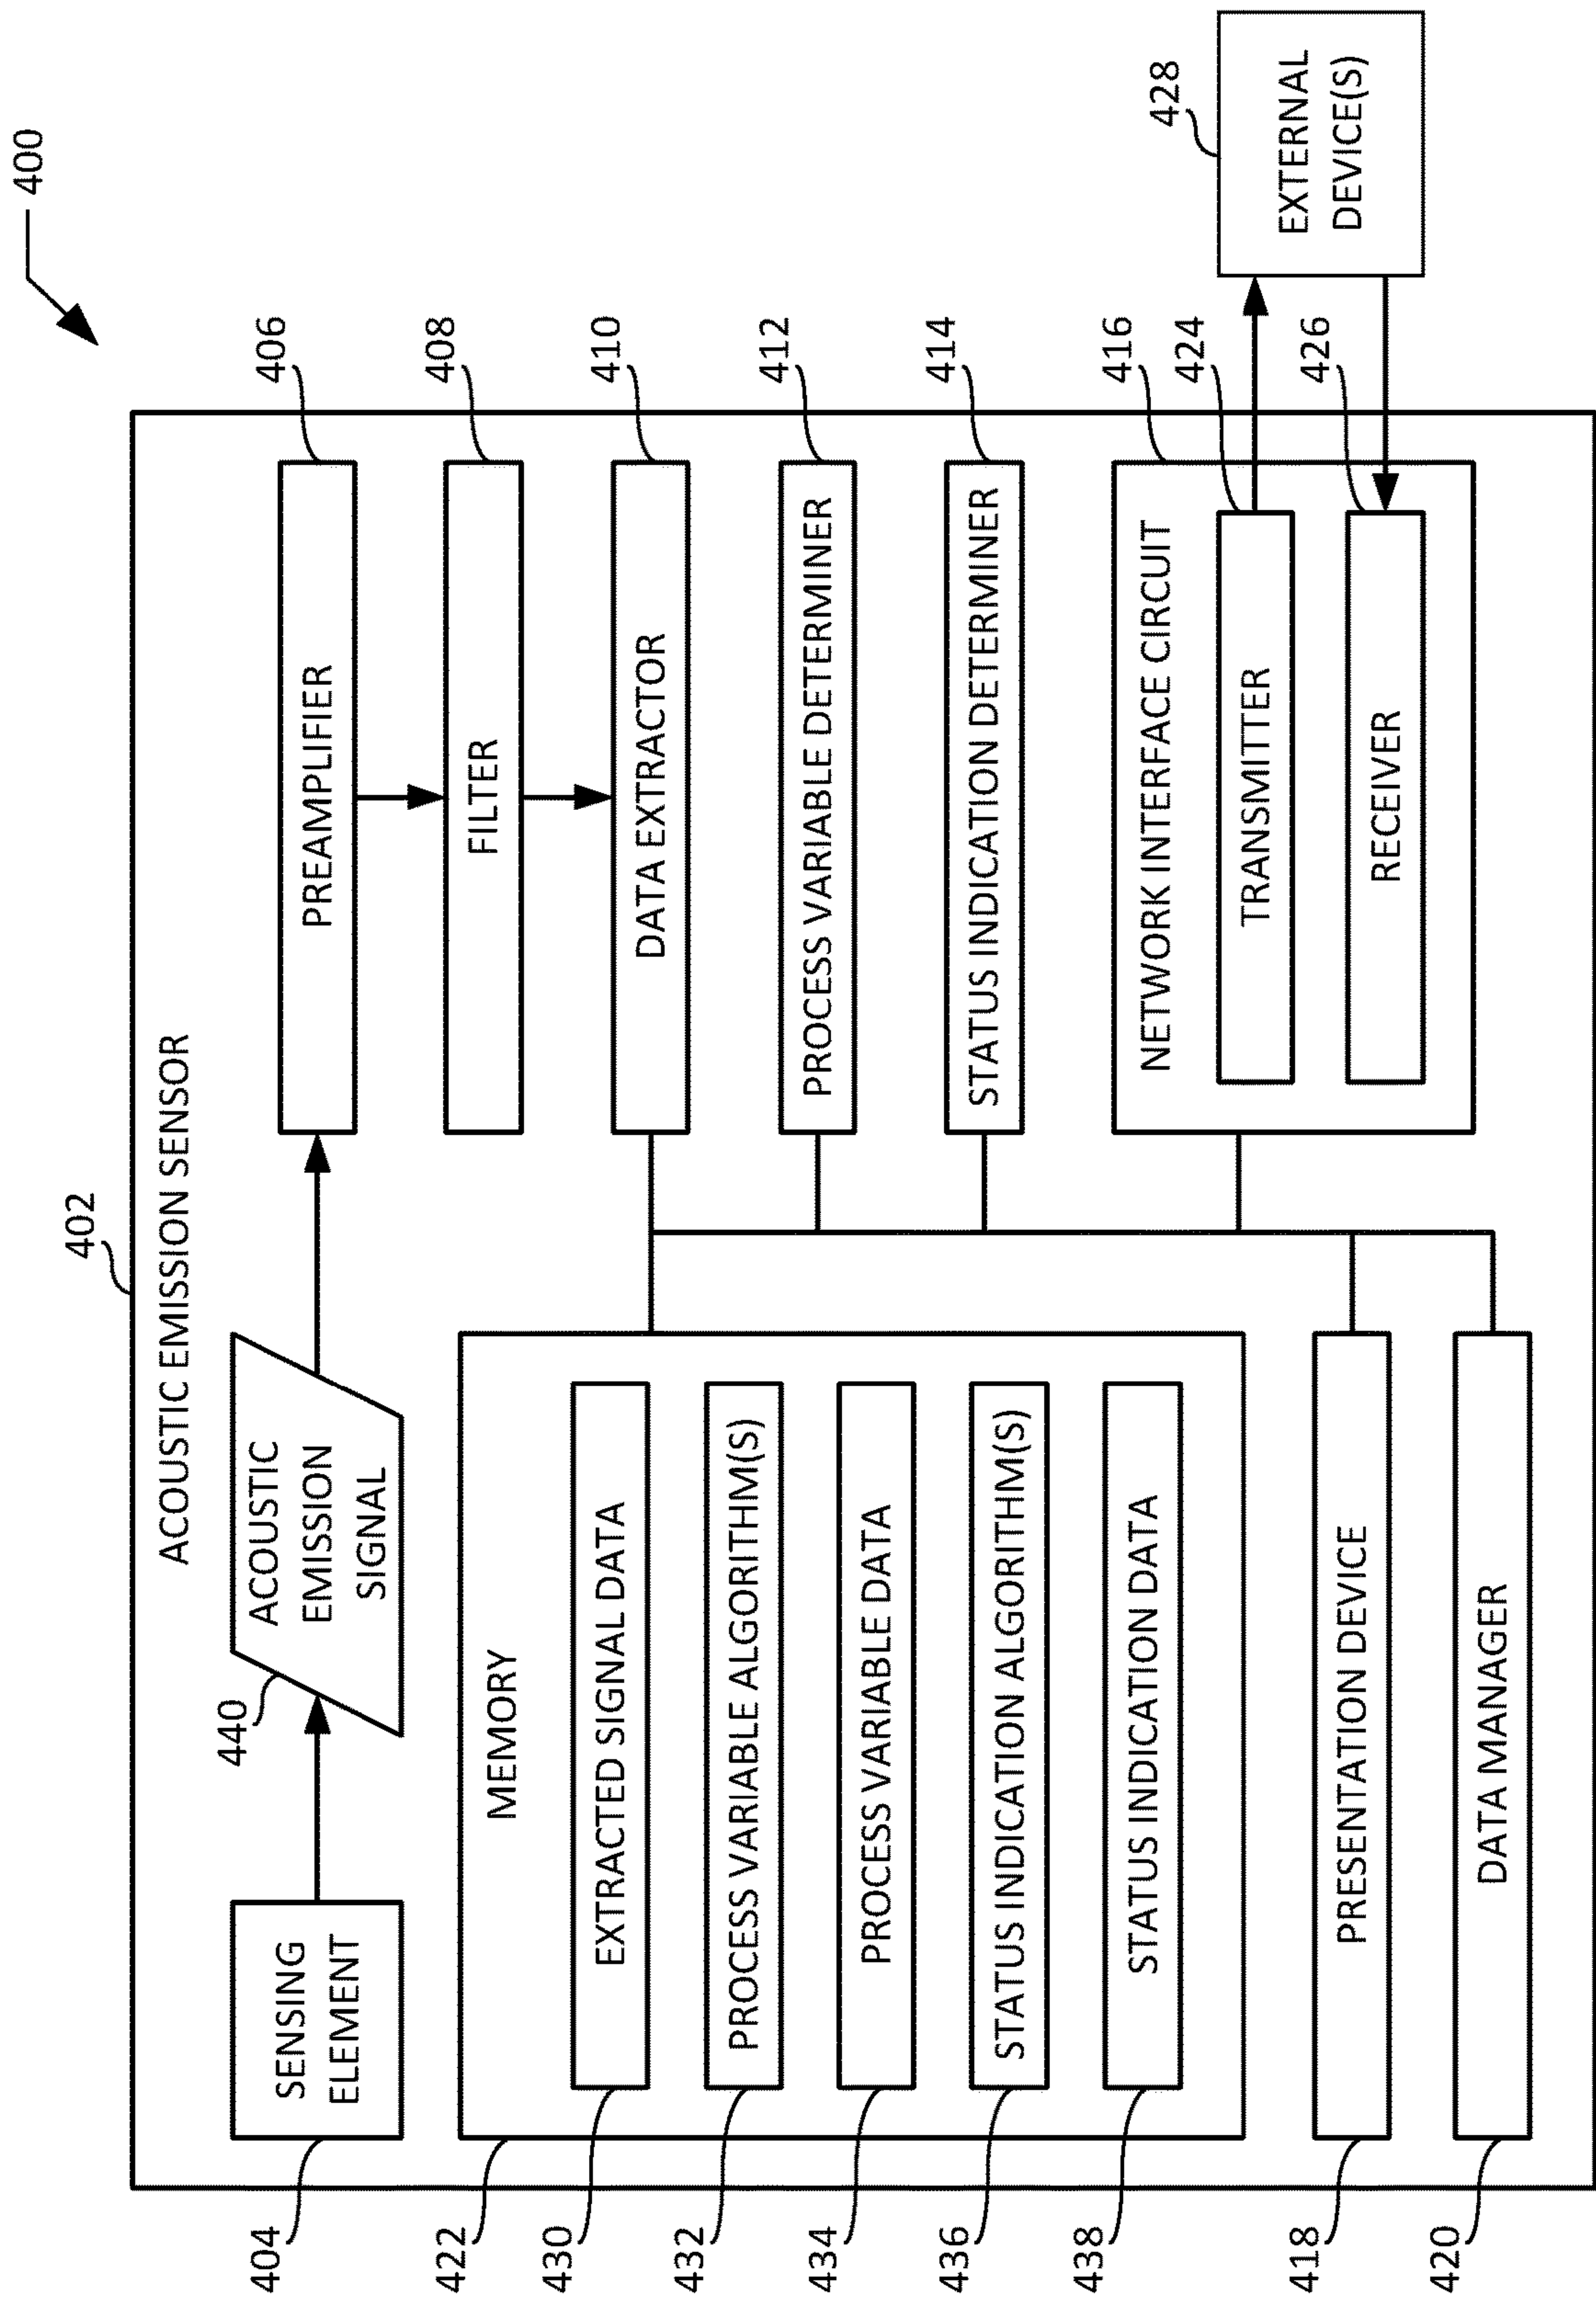 400
402
ACOUSTIC EMISSION SENSOR
404
SENSING
ELEMENT
440
ACOUSTIC
EMISSION
SIGNAL
PREAMPLIFIER
406
FILTER
408
DATA EXTRACTOR
410
PROCESS VARIABLE DETERMINER
412
STATUS INDICATION DETERMINER
414
NETWORK INTERFACE CIRCUIT
416
TRANSMITTER
424
RECEIVER
426
428
EXTERNAL
DEVICE(S)
422
MEMORY
430
EXTRACTED SIGNAL DATA
432
PROCESS VARIABLE ALGORITHM(S)
434
PROCESS VARIABLE DATA
436
STATUS INDICATION ALGORITHM(S)
438
STATUS INDICATION DATA
418
PRESENTATION DEVICE
420
DATA MANAGER